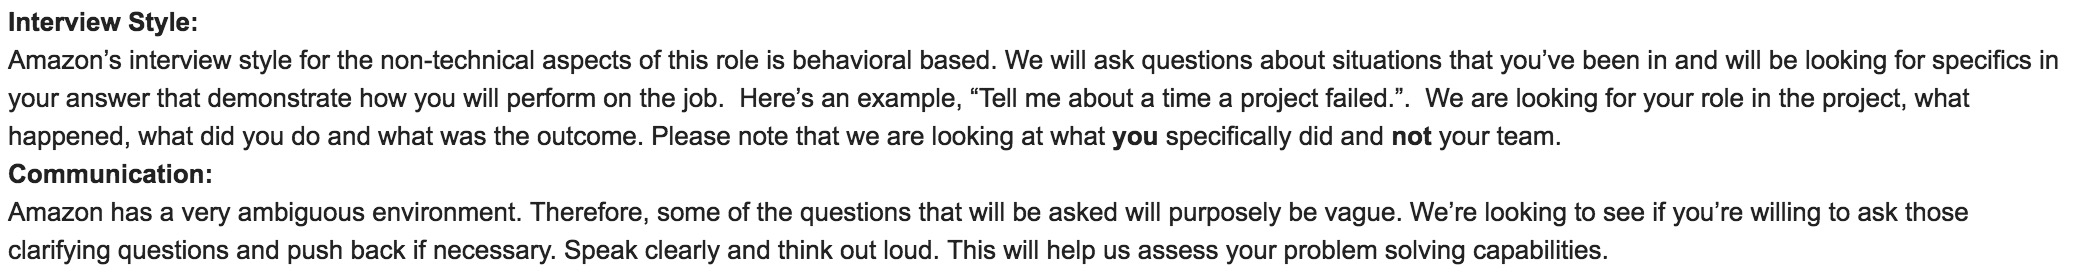 Interview Style:
Amazon’s interview style for the non-technical aspects of this role is behavioral based. We will ask questions about situations that you’ve been in and will be looking for specifics in
your answer that demonstrate how you will perform on the job.  Here’s an example, “Tell me about a time a project failed.”.  We are looking for your role in the project, what
happened, what did you do and what was the outcome. Please note that we are looking at what you specifically did and not your team.
Communication:
Amazon has a very ambiguous environment. Therefore, some of the questions that will be asked will purposely be vague. We’re looking to see if you’re willing to ask those
clarifying questions and push back if necessary. Speak clearly and think out loud. This will help us assess your problem solving capabilities.